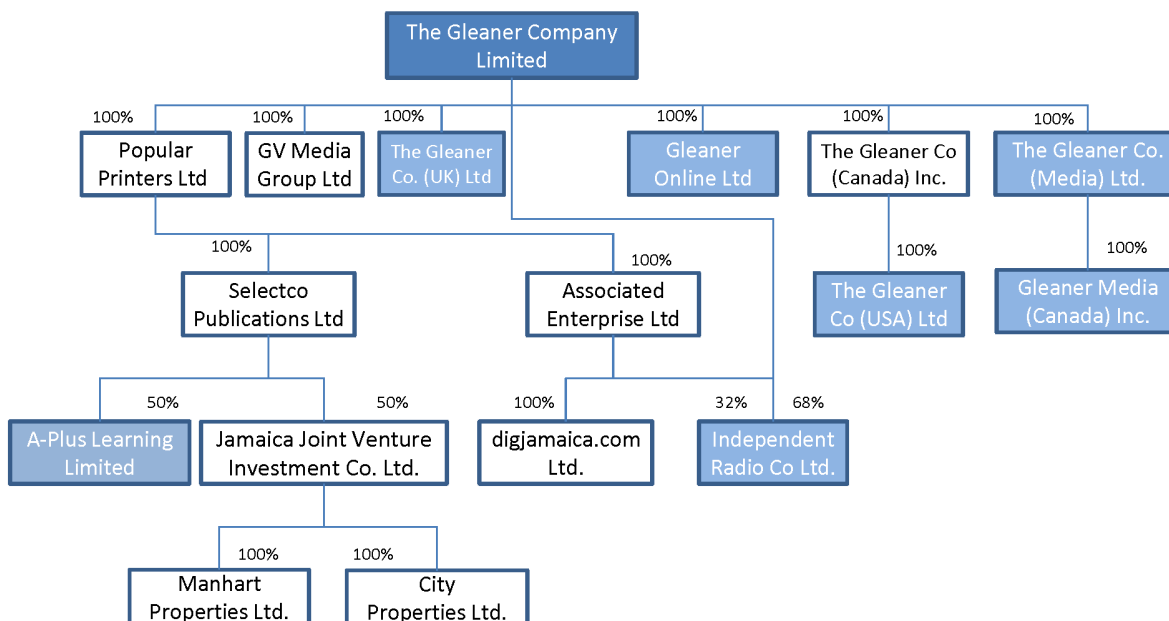 The Gleaner Company
Limited
100%
100%
100%
100%
100%
100%
Popular
Printers Ltd
GV Media
Group Ltd
The Gleaner
Co. (UK) Ltd
Gleaner
Online Ltd
The Gleaner Co
(Canada) Inc.
The Gleaner Co.
(Media) Ltd.
100%
100%
100%
100%
Selectco
Publications Ltd
Associated
Enterprise Ltd
The Gleaner
Co (USA) Ltd
Gleaner Media
(Canada) Inc.
50%
50%
100%
32%
68%
A-Plus Learning
Limited
Jamaica Joint Venture
Investment Co. Ltd.
digjamaica.com
Ltd.
Independent
Radio Co Ltd.
100%
100%
Manhart
Properties Ltd.
City
Properties Ltd.